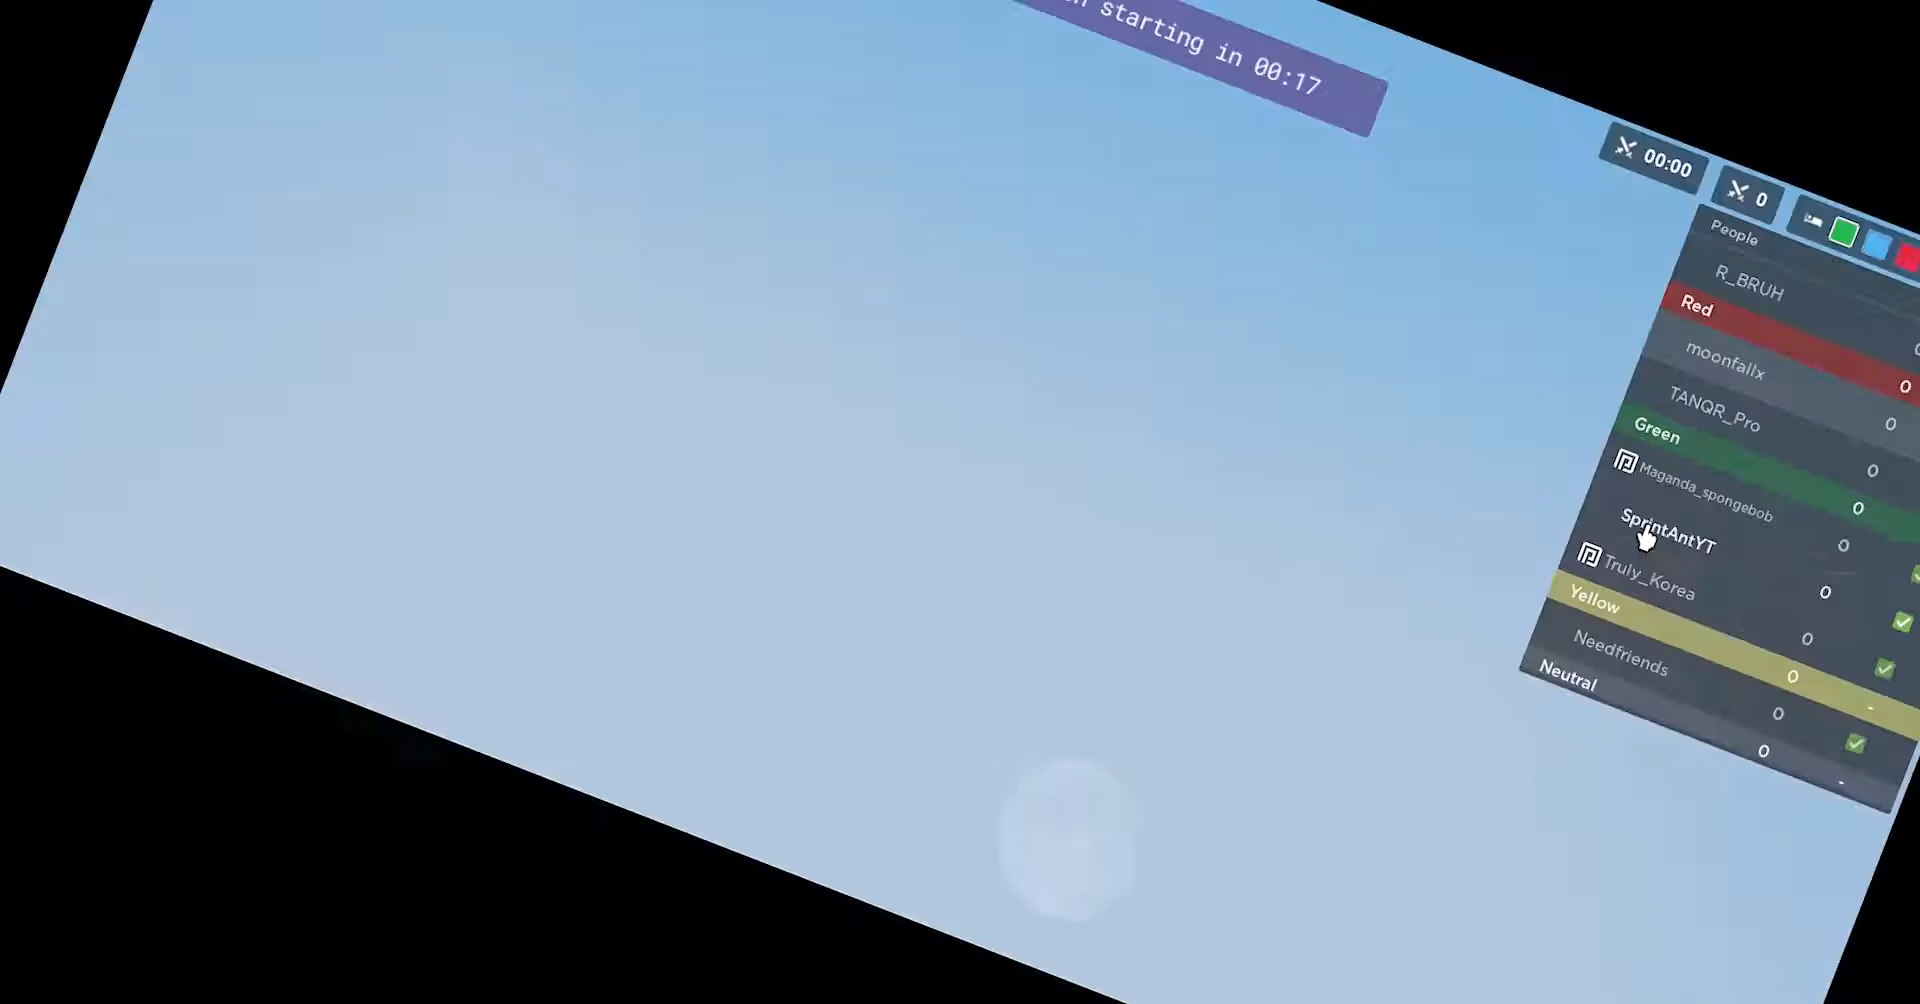 starting in 00:17
00:00
0
People
R_BRUH
0
Red
0
moonfallx
0
TANQR_Pro
0
Green
0
Maganda_spongebob
0
SprintAntYT
0
Truly_Korea
0
Yellow
0
-
Needfriends
0
Neutral
0
-